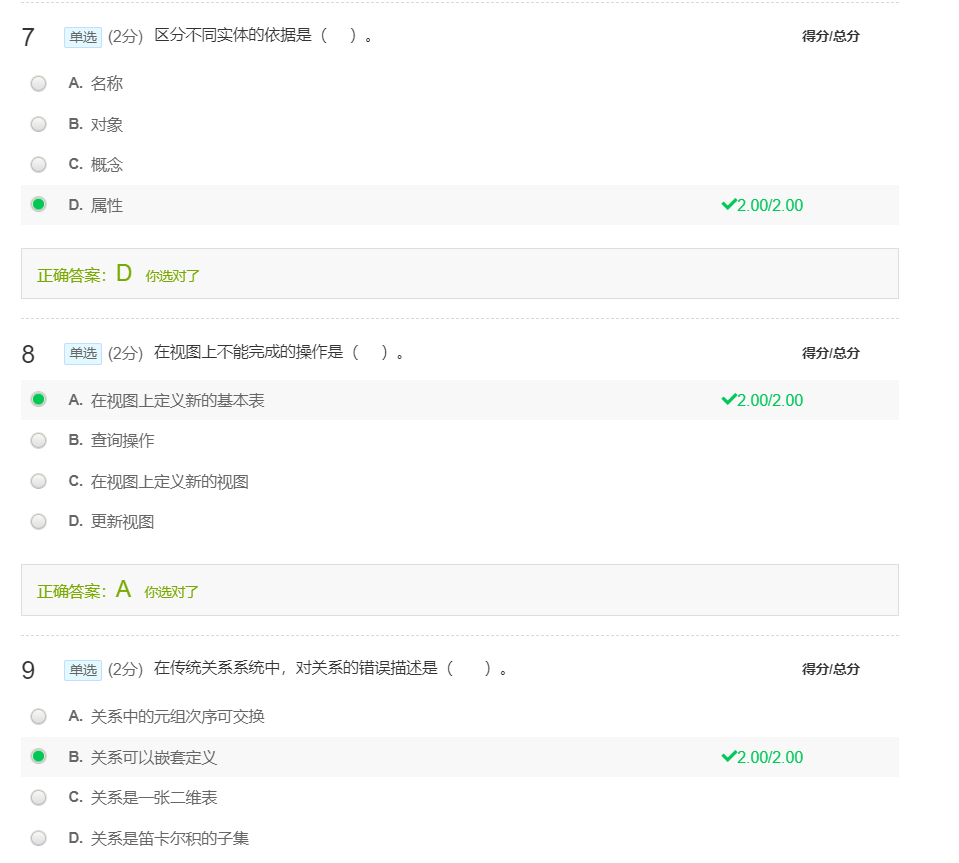 7 单选 (2分) 区分不同实体的依据是（ ）。 得分/总分
A. 名称
B. 对象
C. 概念
D. 属性 2.00/2.00
正确答案：D 你选对了
8 单选 (2分) 在视图上不能完成的操作是（ ）。 得分/总分
A. 在视图上定义新的基本表 2.00/2.00
B. 查询操作
C. 在视图上定义新的视图
D. 更新视图
正确答案：A 你选对了
9 单选 (2分) 在传统关系系统中，对关系的错误描述是（ ）。 得分/总分
A. 关系中的元组次序可交换
B. 关系可以嵌套定义 2.00/2.00
C. 关系是一张二维表
D. 关系是笛卡尔积的子集